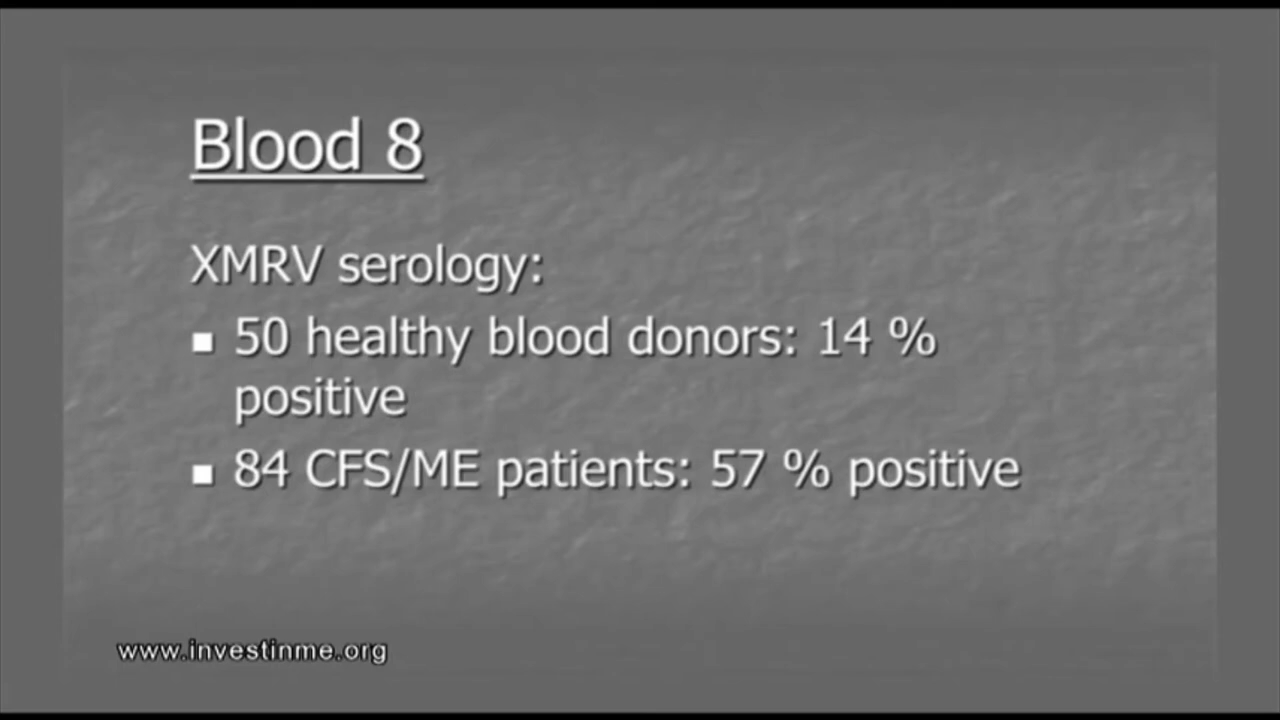 Blood 8
XMRV serology:
■ 50 healthy blood donors: 14 %
positive
■ 84 CFS/ME patients: 57 % positive
www.investinme.org